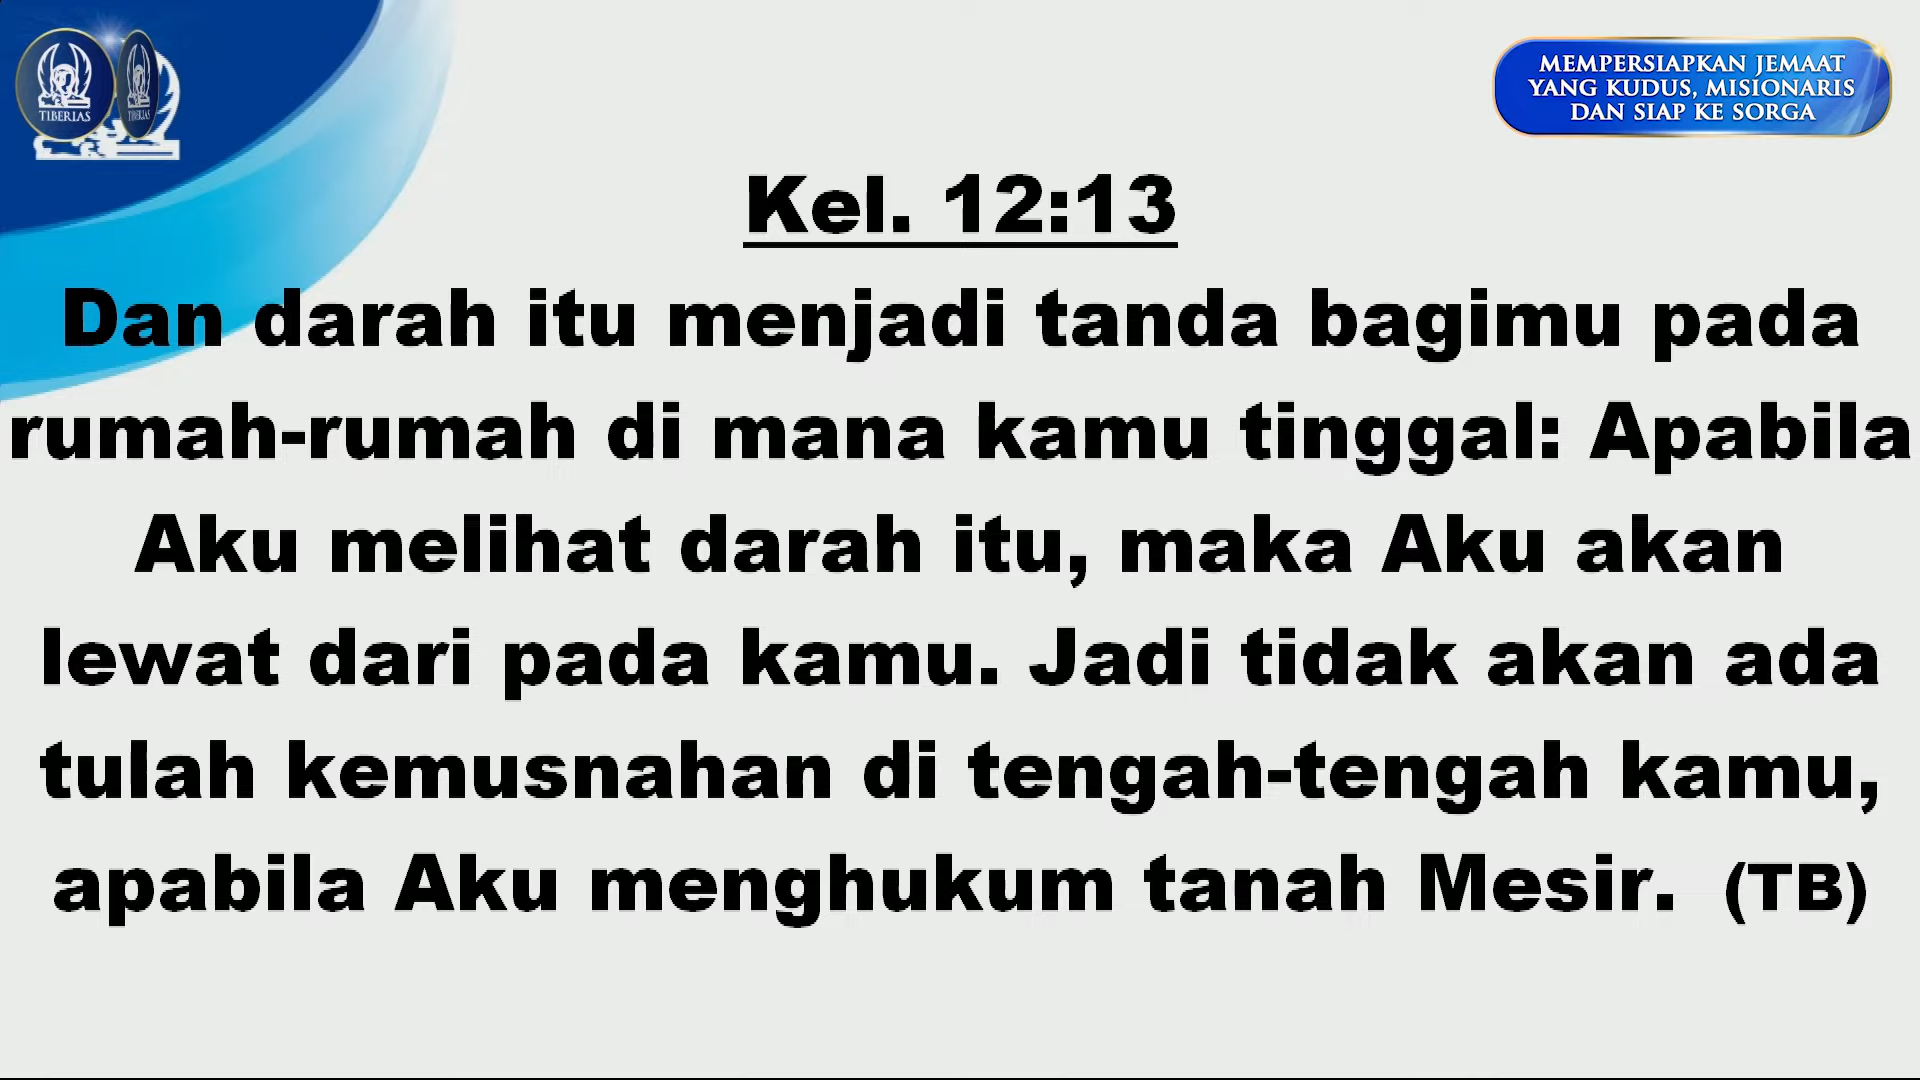 TIBERIAS
TIBERIAS
MEMPERSIAPKAN JEMAAT
YANG KUDUS, MISIONARIS
DAN SIAP KE SORGA
Kel. 12:13
Dan darah itu menjadi tanda bagimu pada
rumah-rumah di mana kamu tinggal: Apabila
Aku melihat darah itu, maka Aku akan
lewat dari pada kamu. Jadi tidak akan ada
tulah kemusnahan di tengah-tengah kamu,
apabila Aku menghukum tanah Mesir. (TB)